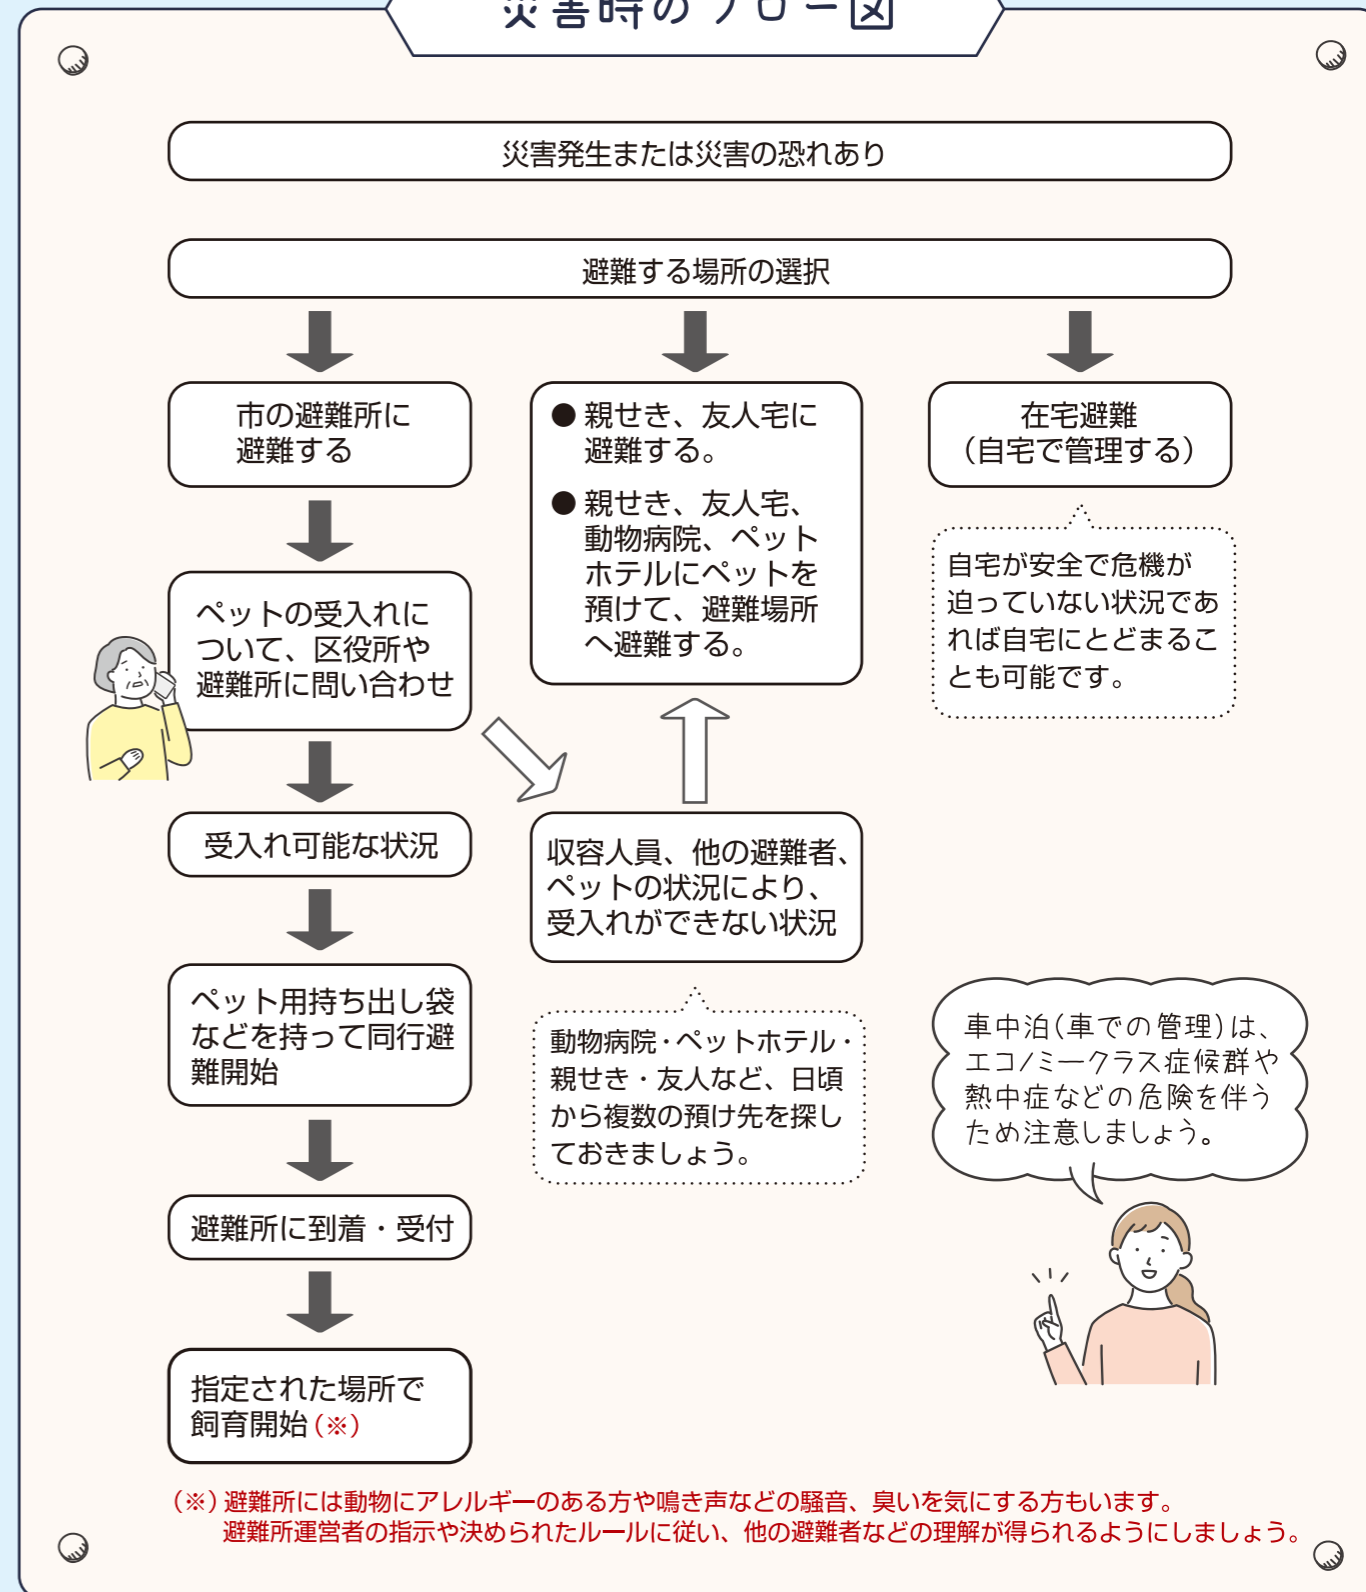 災害時のフロー図
災害発生または災害の恐れあり
避難する場所の選択
市の避難所に
避難する
ペットの受入れに
ついて、区役所や
避難所に問い合わせ
受入れ可能な状況
ペット用持ち出し袋
などを持って同行避
難開始
避難所に到着・受付
指定された場所で
飼育開始(※)
● 親せき、友人宅に
避難する。
● 親せき、友人宅、
動物病院、ペット
ホテルにペットを
預けて、避難場所
へ避難する。
収容人員、他の避難者、
ペットの状況により、
受入れができない状況
動物病院・ペットホテル・
親せき・友人など、日頃
から複数の預け先を探し
ておきましょう。
在宅避難
(自宅で管理する)
自宅が安全で危機が
迫っていない状況であ
れば自宅にとどまるこ
とも可能です。
車中泊(車での管理)は、
エコノミークラス症候群や
熱中症などの危険を伴う
ため注意しましょう。
(※)避難所には動物にアレルギーのある方や鳴き声などの騒音、臭いを気にする方もいます。
避難所運営者の指示や決められたルールに従い、他の避難者などの理解が得られるようにしましょう。